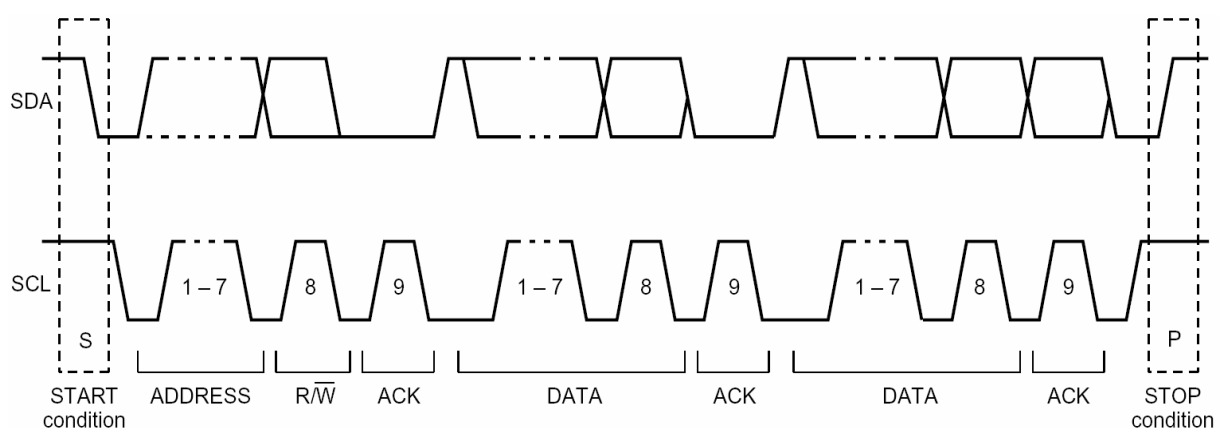 SDA
SCL
1 – 7 8 9 1 – 7 8 9 1 – 7 8 9
S P
START ADDRESS R/W̅ ACK DATA ACK DATA ACK STOP
condition condition